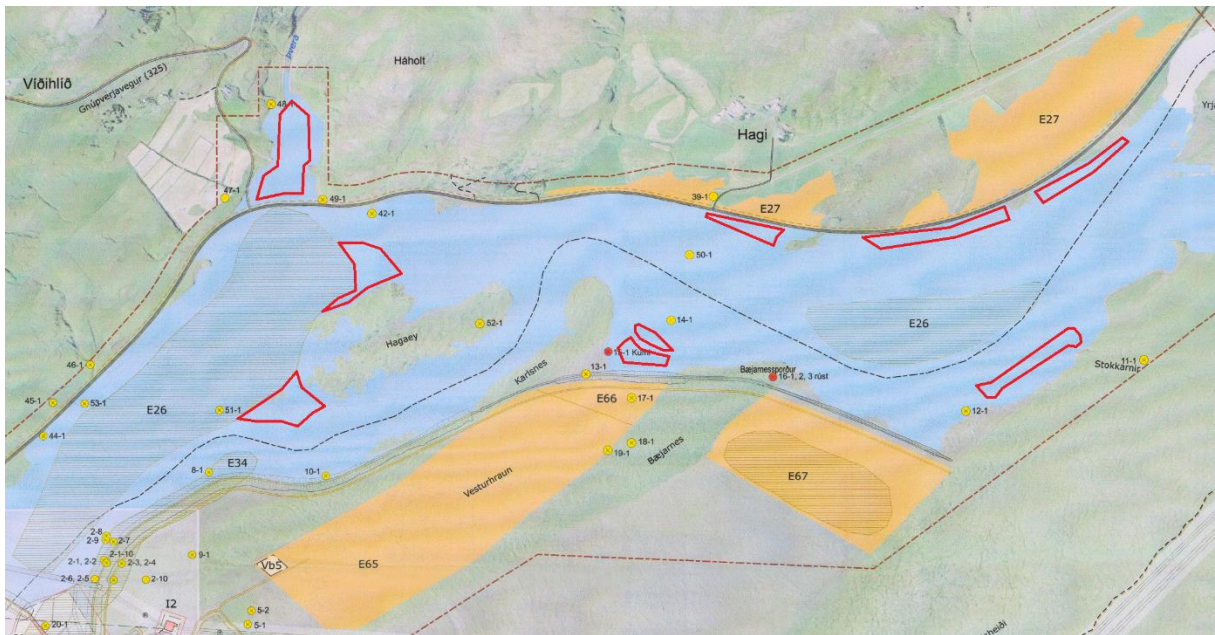 Þverá
Háholt
Víðihlíð
Gnúpverjavegur (325)
48-1
E27
Hagi
47-1
49-1
39-1
42-1
E27
50-1
E26
52-1
14-1
Hagaey
15-1 Kuml
46-1
Karlsnes
13-1
Bæjarnessporður
16-1, 2, 3 rúst
11-1
Stokkárnir
45-1
53-1
E26
51-1
E66
17-1
12-1
44-1
18-1
19-1
Bæjarnes
E34
8-1
10-1
Vesturhraun
E67
2-8
2-9
2-7
2-1-10
2-1, 2-2
2-3, 2-4
9-1
Vb5
E65
2-6, 2-5
2-10
I2
5-2
5-1
20-1